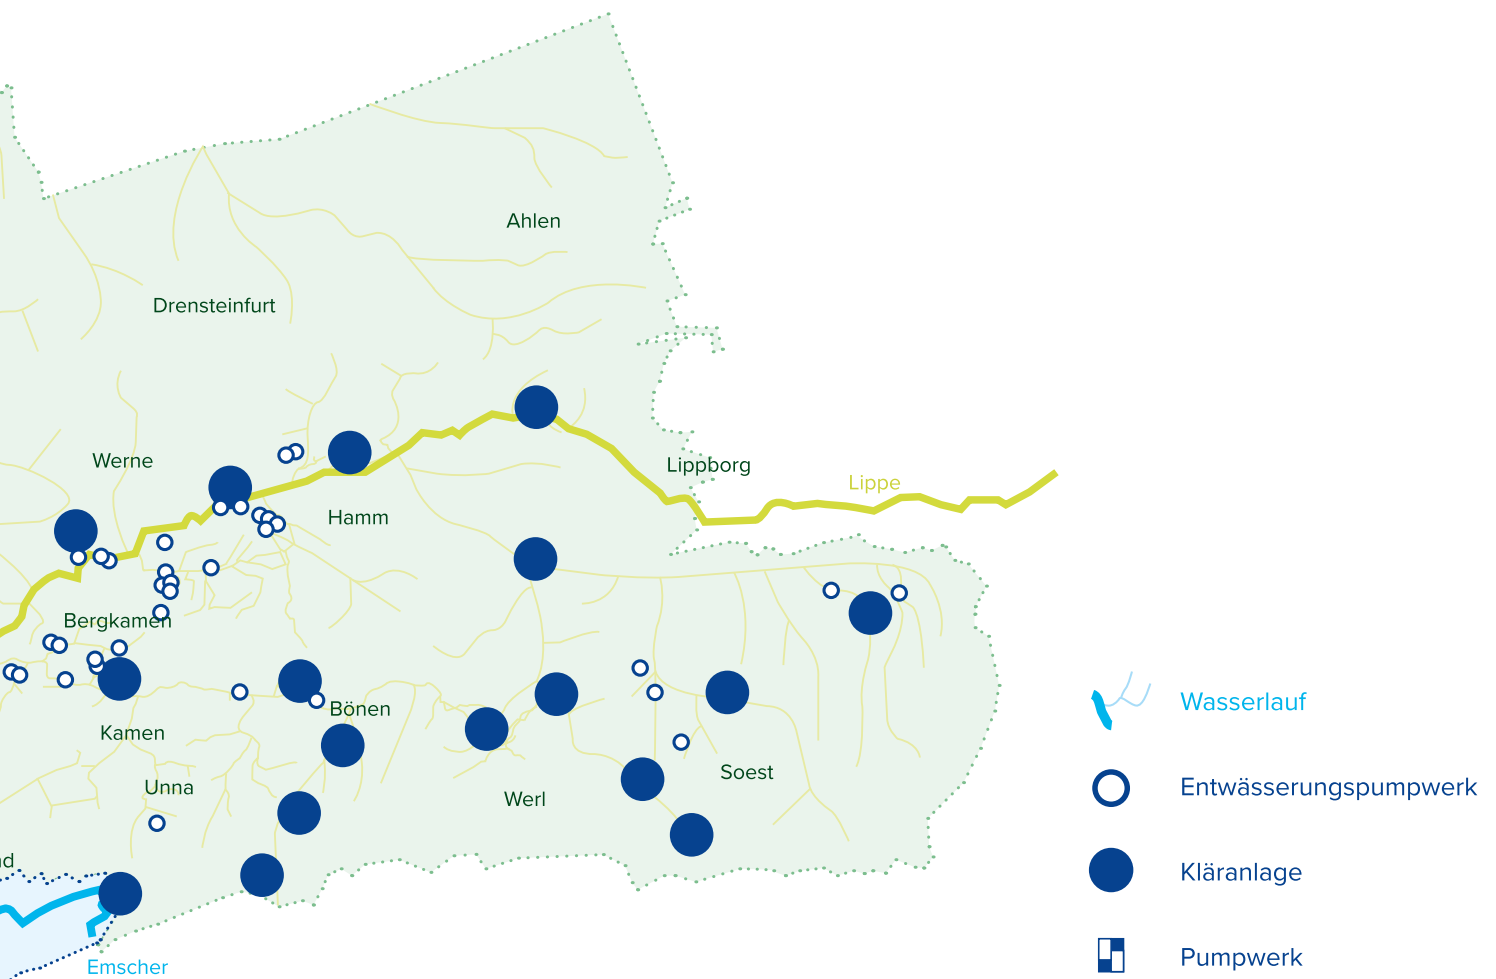 Ahlen
Drensteinfurt
Werne
Lippborg
Lippe
Hamm
Bergkamen
Bönen
Kamen
Soest
Unna
Werl
Emscher
Wasserlauf
Entwässerungspumpwerk
Kläranlage
Pumpwerk